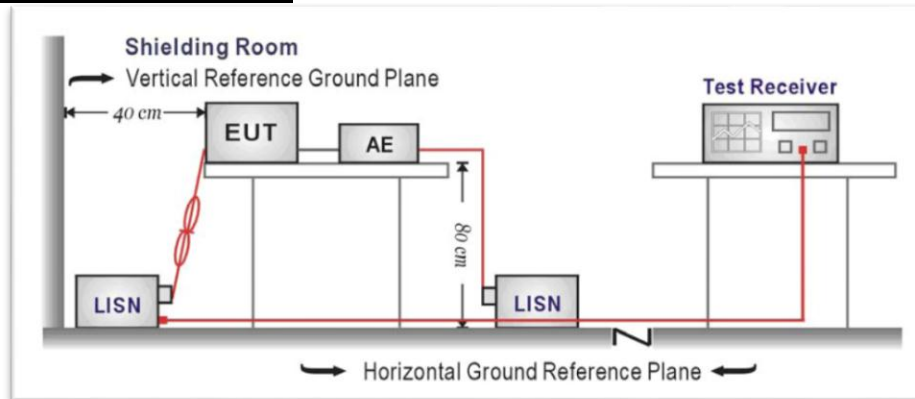 Shielding Room
Vertical Reference Ground Plane
Test Receiver
40 cm
EUT
AE
80 cm
LISN
LISN
Horizontal Ground Reference Plane